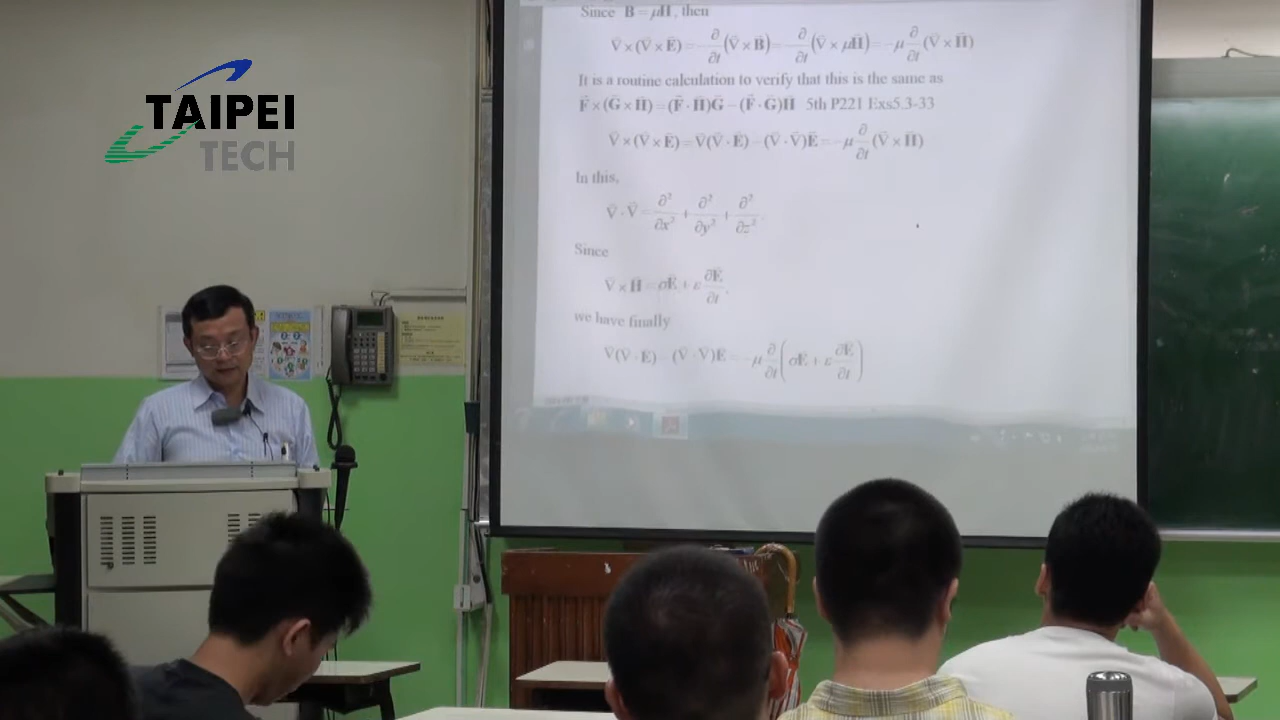 TAIPEI
TECH
Since B = μH, then
∇×(∇×E) = -∂/∂t(∇×B) = -∂/∂t(∇×μH) = -μ ∂/∂t(∇×H)
It is a routine calculation to verify that this is the same as
F×(G×H) = (F·H)G − (F·G)H 5th P221 Exs5.3-33
∇×(∇×E) = ∇(∇·E) − (∇·∇)E = -μ ∂/∂t(∇×H)
In this,
∇·∇ = ∂²/∂x² + ∂²/∂y² + ∂²/∂z².
Since
∇×H = σE + ε ∂E/∂t,
we have finally
∇(∇·E) − (∇·∇)E = -μ ∂/∂t(σE + ε ∂E/∂t)